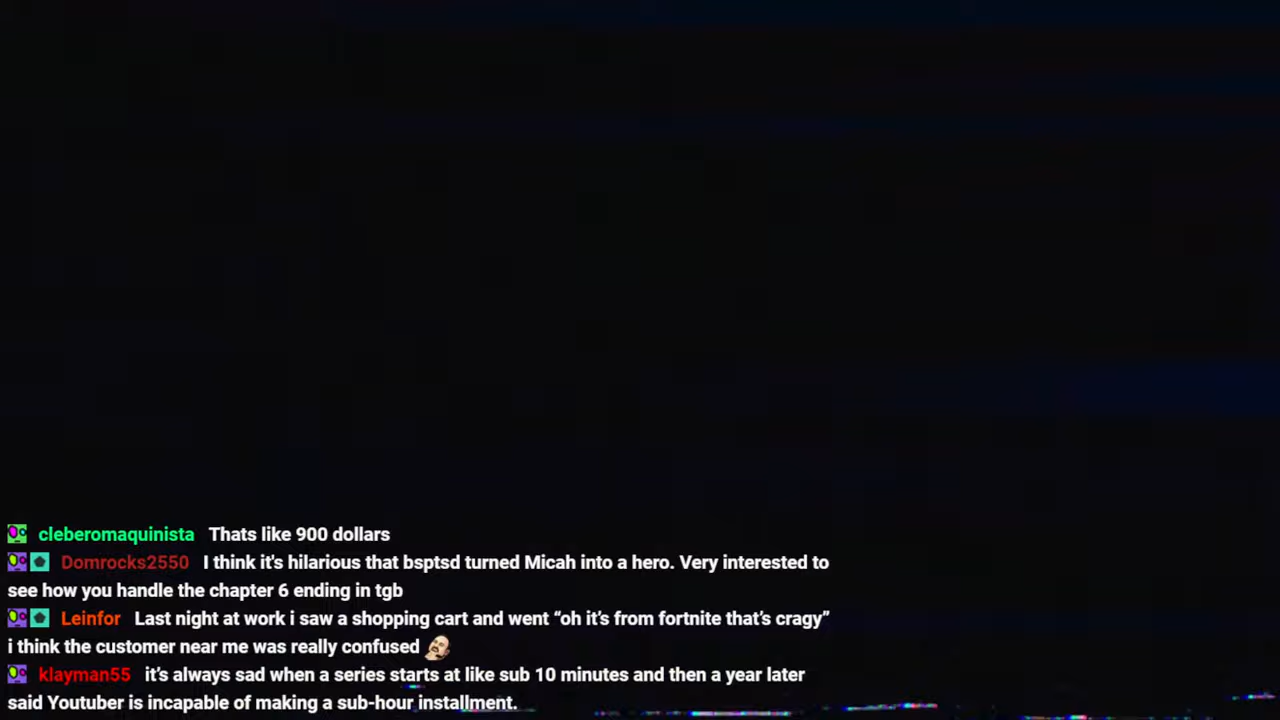 cleberomaquinista Thats like 900 dollars
Domrocks2550 I think it's hilarious that bsptsd turned Micah into a hero. Very interested to
see how you handle the chapter 6 ending in tgb
Leinfor Last night at work i saw a shopping cart and went “oh it’s from fortnite that’s cragy”
i think the customer near me was really confused
klayman55 it’s always sad when a series starts at like sub 10 minutes and then a year later
said Youtuber is incapable of making a sub-hour installment.